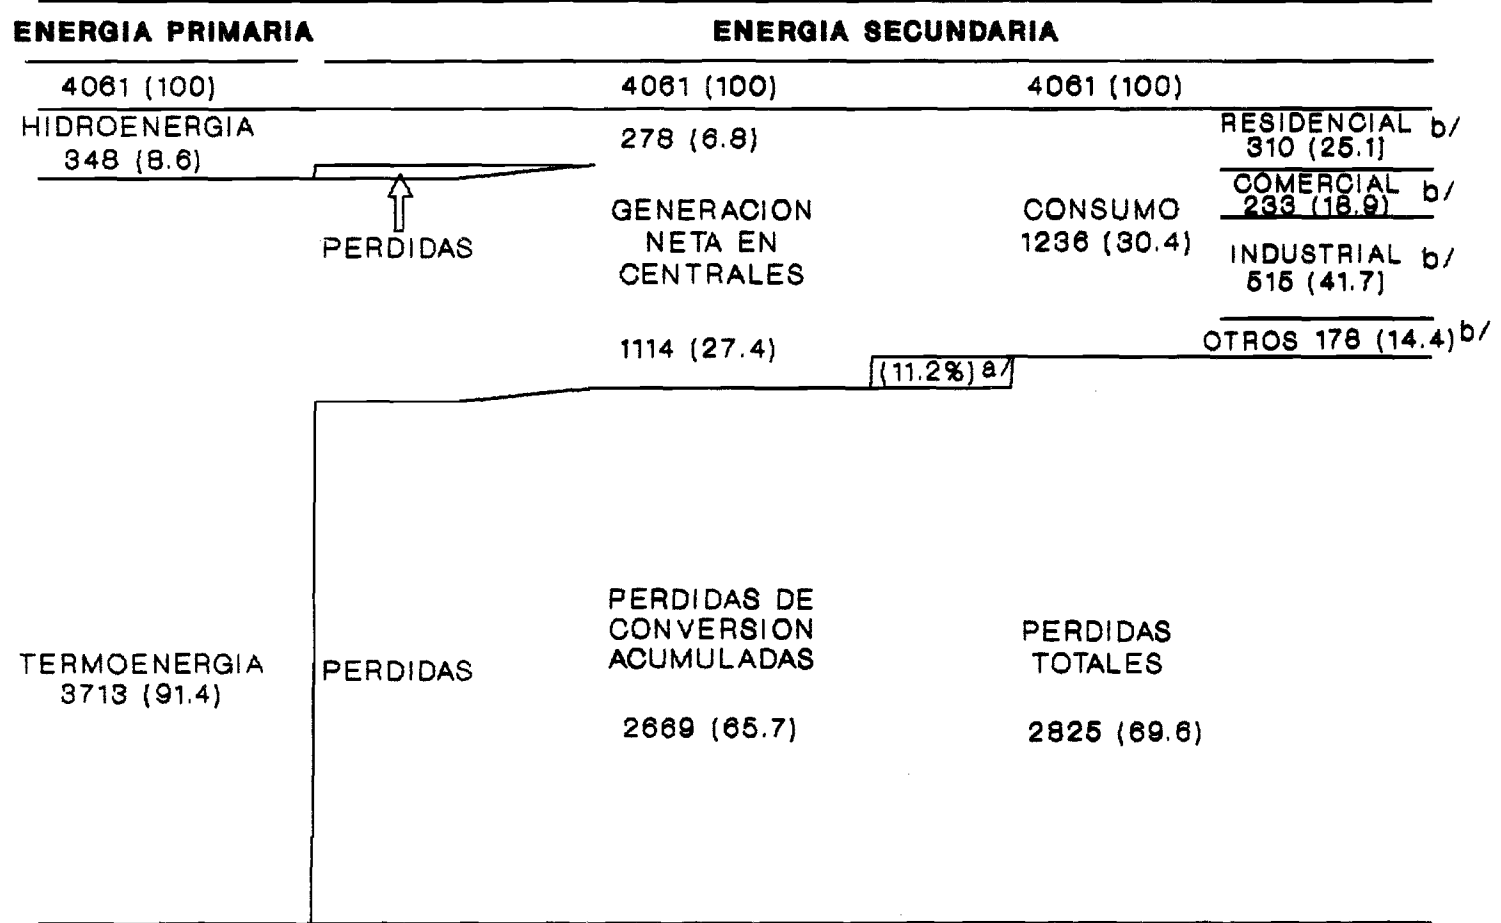 ENERGIA PRIMARIA
ENERGIA SECUNDARIA
4061 (100)
4061 (100)
4061 (100)
HIDROENERGIA
348 (8.6)
PERDIDAS
278 (6.8)
GENERACION
NETA EN
CENTRALES
1114 (27.4)
CONSUMO
1236 (30.4)
RESIDENCIAL b/
310 (25.1)
COMERCIAL b/
233 (18.9)
INDUSTRIAL b/
515 (41.7)
OTROS 178 (14.4) b/
(11.2%) a/
TERMOENERGIA
3713 (91.4)
PERDIDAS
PERDIDAS DE
CONVERSION
ACUMULADAS
2669 (65.7)
PERDIDAS
TOTALES
2825 (69.6)